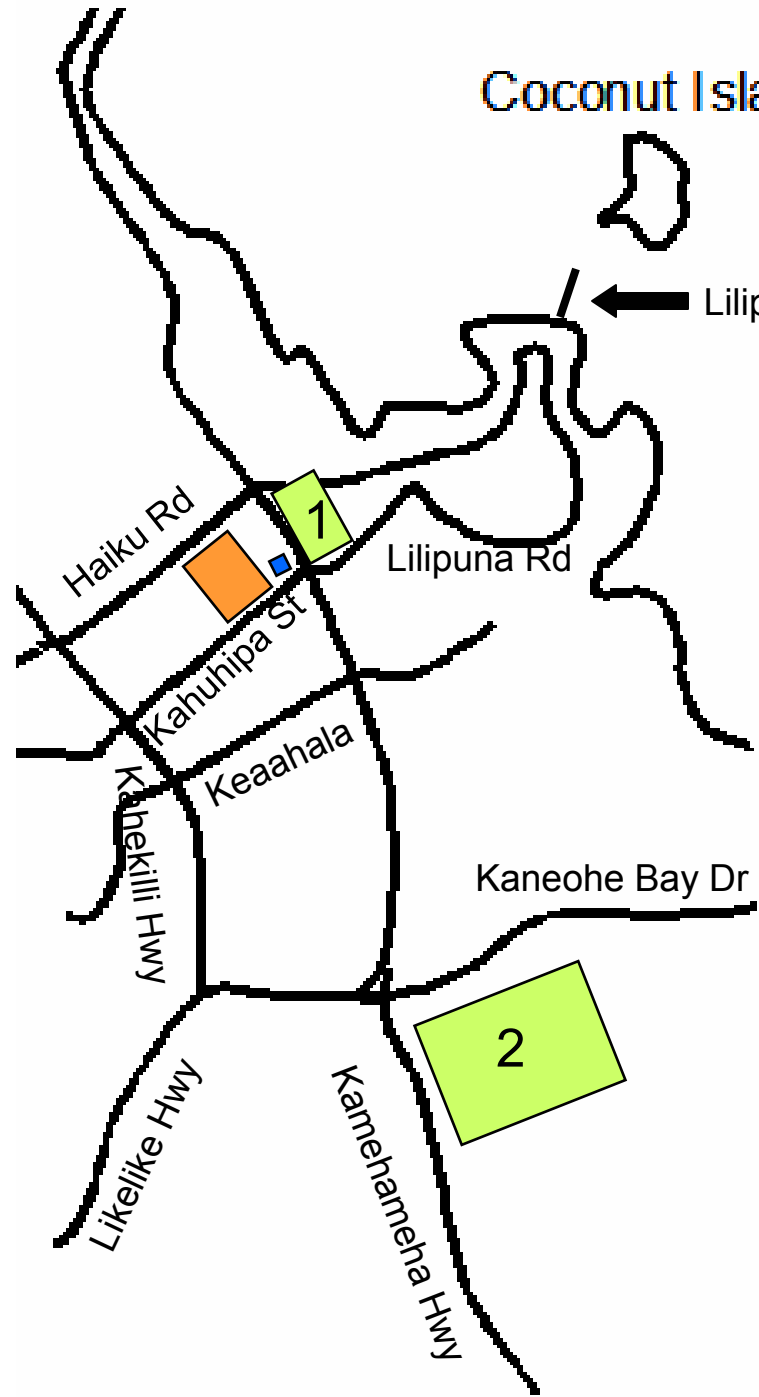 Coconut Isla
Lilip
Haiku Rd
1
Lilipuna Rd
Kahuhipa St
Keaahala
Kahekilli Hwy
Kaneohe Bay Dr
2
Likelike Hwy
Kamehameha Hwy